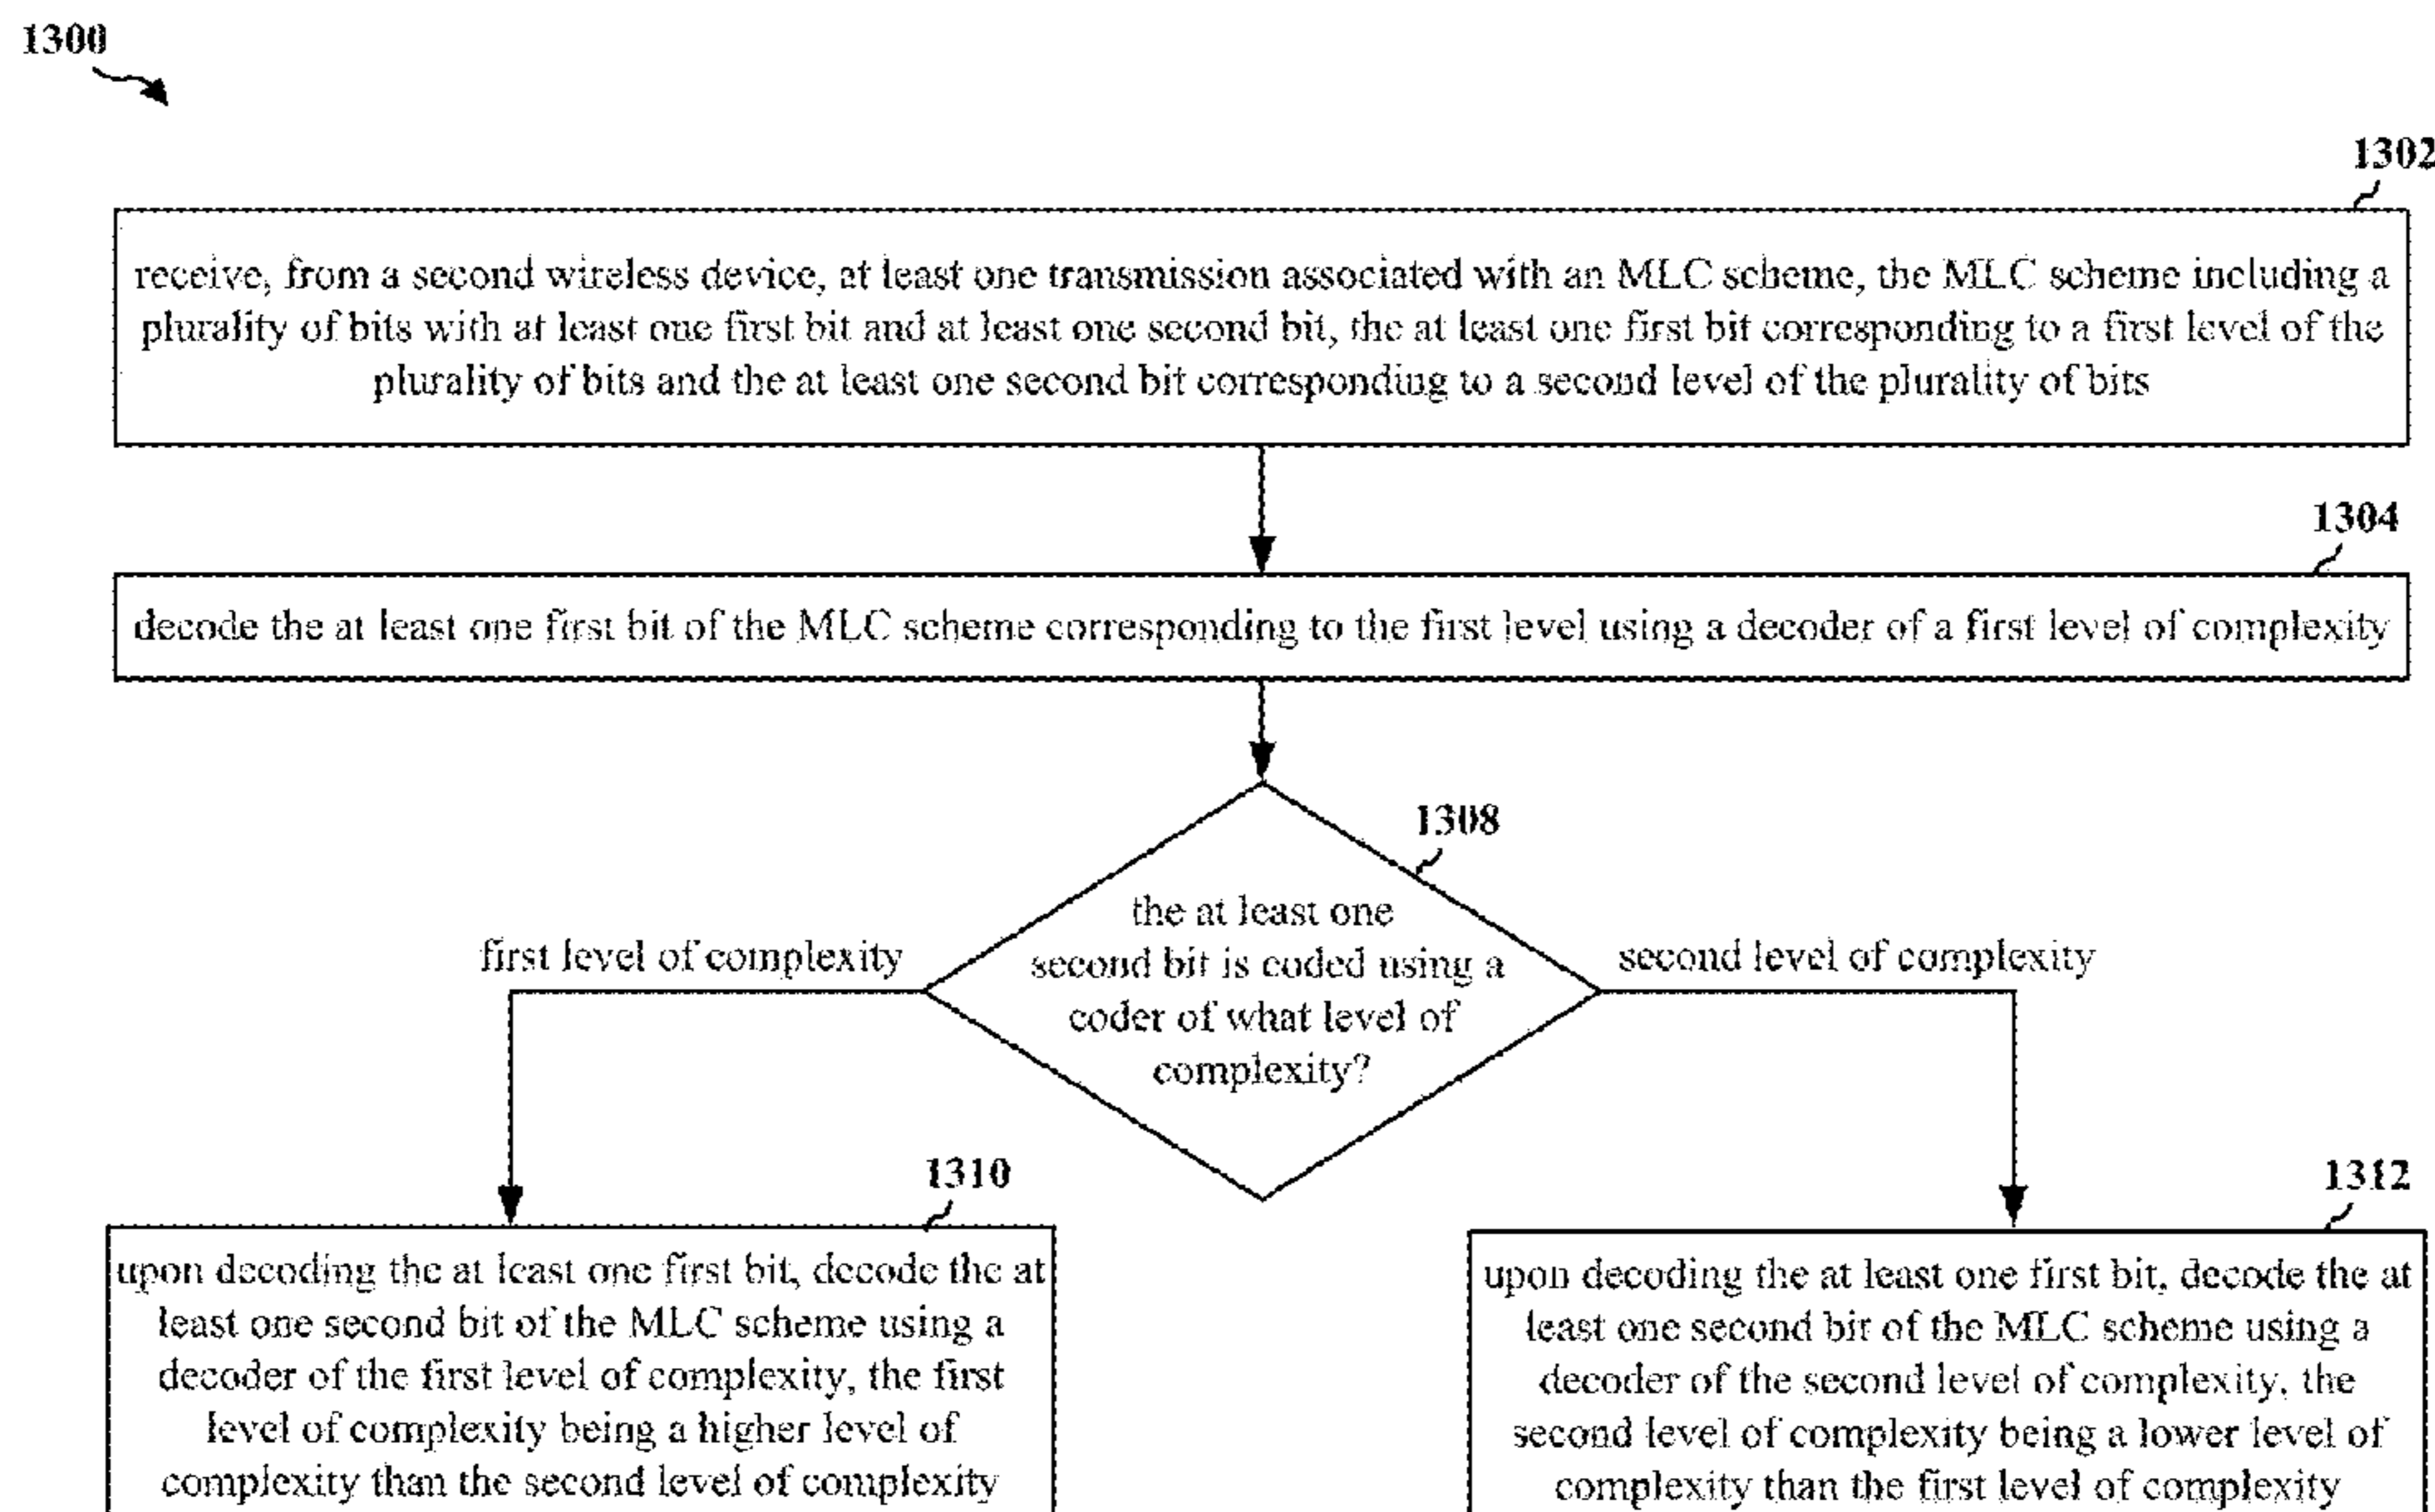 1300
1302
receive, from a second wireless device, at least one transmission associated with an MLC scheme, the MLC scheme including a
plurality of bits with at least one first bit and at least one second bit, the at least one first bit corresponding to a first level of the
plurality of bits and the at least one second bit corresponding to a second level of the plurality of bits
1304
decode the at least one first bit of the MLC scheme corresponding to the first level using a decoder of a first level of complexity
1308
the at least one
second bit is coded using a
coder of what level of
complexity?
first level of complexity
second level of complexity
1310
upon decoding the at least one first bit, decode the at
least one second bit of the MLC scheme using a
decoder of the first level of complexity, the first
level of complexity being a higher level of
complexity than the second level of complexity
1312
upon decoding the at least one first bit, decode the at
least one second bit of the MLC scheme using a
decoder of the second level of complexity, the
second level of complexity being a lower level of
complexity than the first level of complexity